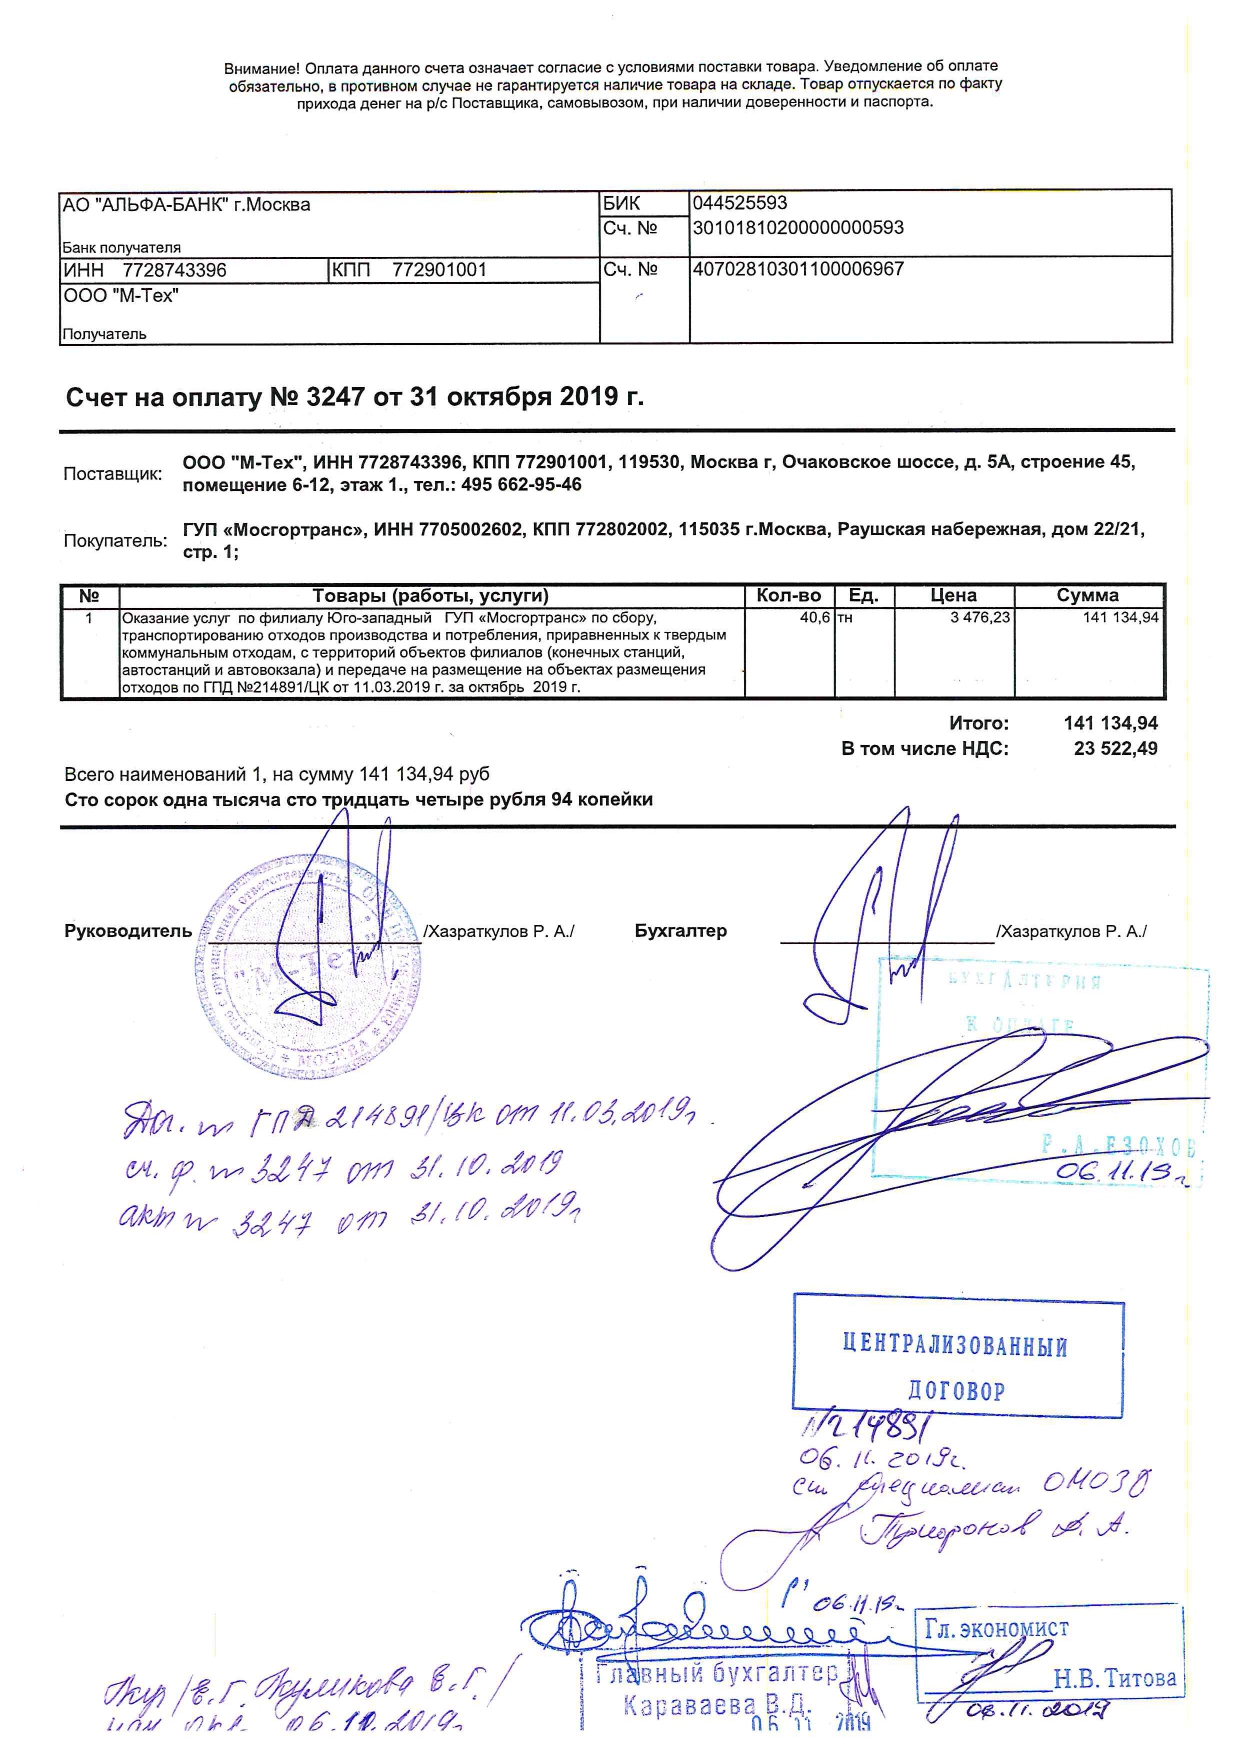 Внимание! Оплата данного счета означает согласие с условиями поставки товара. Уведомление об оплате
обязательно, в противном случае не гарантируется наличие товара на складе. Товар отпускается по факту
прихода денег на р/с Поставщика, самовывозом, при наличии доверенности и паспорта.
АО "АЛЬФА-БАНК" г.Москва БИК 044525593
Сч. № 30101810200000000593
Банк получателя
ИНН 7728743396 КПП 772901001 Сч. № 40702810301100006967
ООО "М-Тех"
Получатель
Счет на оплату № 3247 от 31 октября 2019 г.
Поставщик: ООО "М-Тех", ИНН 7728743396, КПП 772901001, 119530, Москва г, Очаковское шоссе, д. 5А, строение 45,
помещение 6-12, этаж 1., тел.: 495 662-95-46
Покупатель: ГУП «Мосгортранс», ИНН 7705002602, КПП 772802002, 115035 г.Москва, Раушская набережная, дом 22/21,
стр. 1;
№ Товары (работы, услуги) Кол-во Ед. Цена Сумма
1 Оказание услуг по филиалу Юго-западный ГУП «Мосгортранс» по сбору, 40,6 тн 3 476,23 141 134,94
транспортированию отходов производства и потребления, приравненных к твердым
коммунальным отходам, с территорий объектов филиалов (конечных станций,
автостанций и автовокзала) и передаче на размещение на объектах размещения
отходов по ГПД №214891/ЦК от 11.03.2019 г. за октябрь 2019 г.
Итого: 141 134,94
В том числе НДС: 23 522,49
Всего наименований 1, на сумму 141 134,94 руб
Сто сорок одна тысяча сто тридцать четыре рубля 94 копейки
Руководитель /Хазраткулов Р. А./ Бухгалтер /Хазраткулов Р. А./
"М-Тех"
МОСКВА
БУХГАЛТЕРИЯ
К ОПЛАТЕ
Р.А.ЕЗОХОВ
06.11.19г
Дог. № ГПД 214891/ЦК от 11.03.2019г.
сч. ф. № 3247 от 31.10.2019
акт № 3247 от 31.10.2019г
ЦЕНТРАЛИЗОВАННЫЙ
ДОГОВОР
№214891
06.11.2019г.
ст специалист
А. А.
06.11.19г
Гл. экономист
Н.В.Титова
06.11.2019
Главный бухгалтер
Караваева В.Д.
06 11 2019
Куликова Е.Г./
06.11.2019г